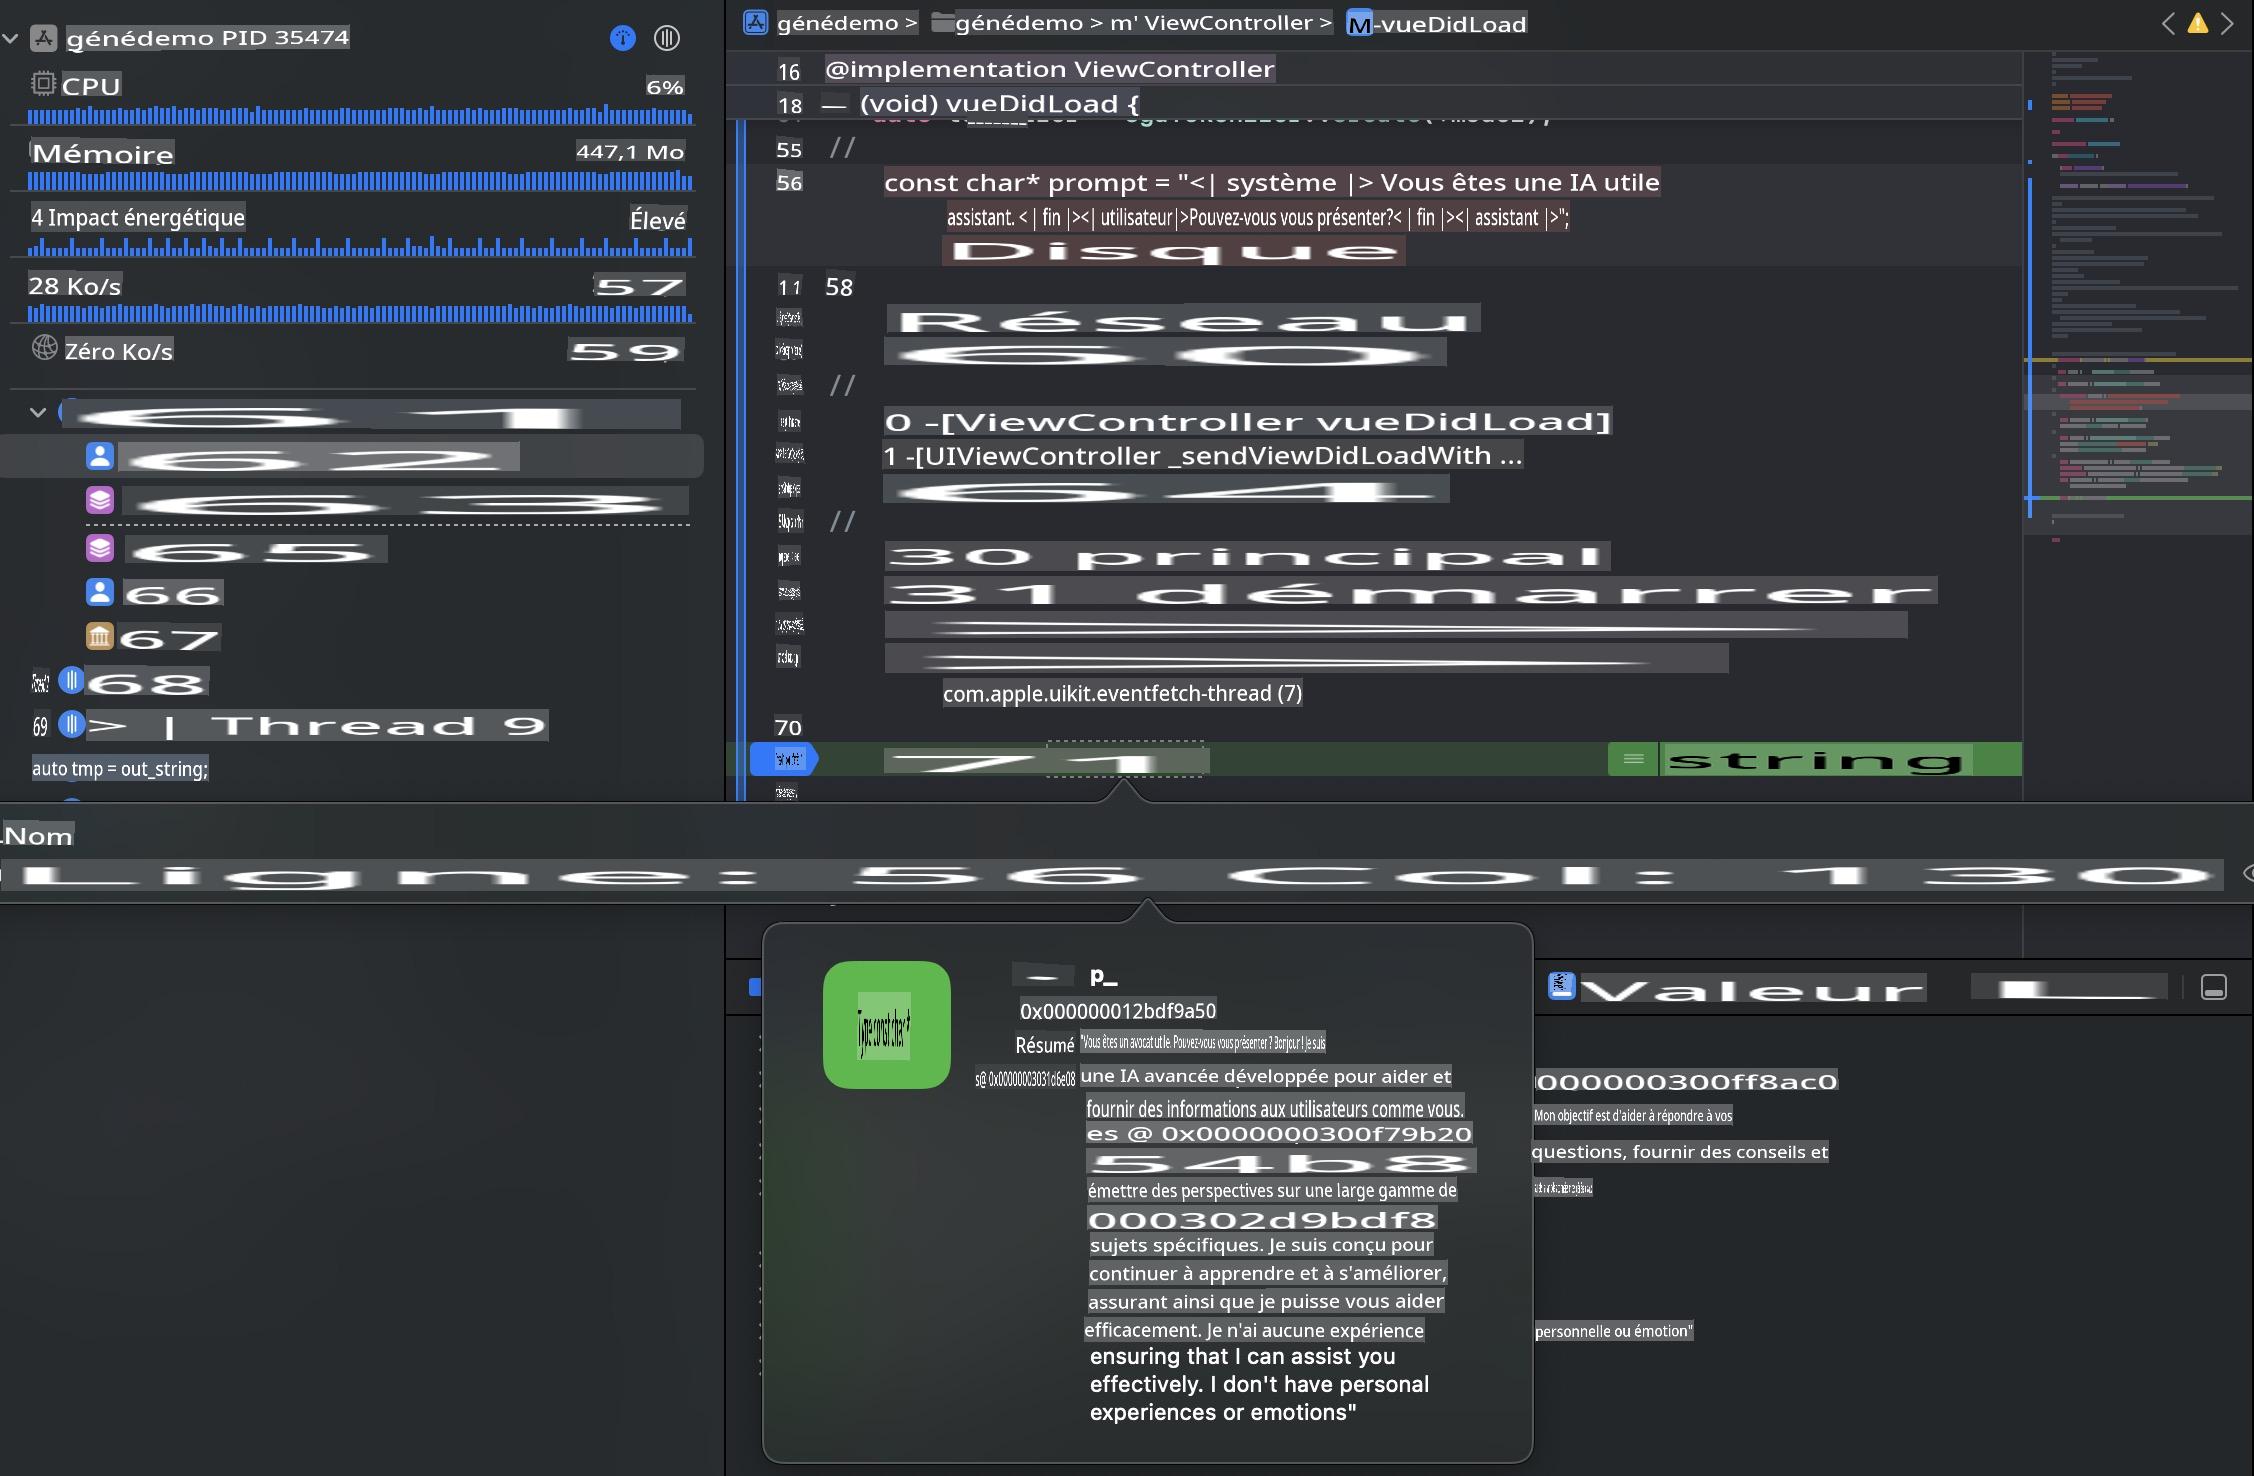 génédemo PID 35474
CPU
6%
Mémoire
447,1 Mo
4 Impact énergétique
Élevé
28 Ko/s
57
Zéro Ko/s
59
61
62
63
65
66
67
68
69 > | Thread 9
auto tmp = out_string;
génédemo > génédemo > m' ViewController > M-vueDidLoad
16 @implementation ViewController
18 — (void) vueDidLoad {
55 //
56 const char* prompt = "<| système |> Vous êtes une IA utile
assistant. < | fin |><| utilisateur |>Pouvez-vous vous présenter?< | fin |><| assistant |>";
Disque
11 58
Réseau
60
//
0 -[ViewController vueDidLoad]
1 -[UIViewController _sendViewDidLoadWith ...
64
//
30 principal
31 démarrer
com.apple.uikit.eventfetch-thread (7)
70
71
string
Nom
Ligne: 56 Col: 130
p_
Type const char*
0x000000012bdf9a50
Résumé "Vous êtes un avocat utile. Pouvez-vous vous présenter ? Bonjour ! Je suis
s@ 0x0000003031d6e08 une IA avancée développée pour aider et
fournir des informations aux utilisateurs comme vous.
es @ 0x0000000300f79b20
54b8
émettre des perspectives sur une large gamme de
000302d9bdf8
sujets spécifiques. Je suis conçu pour
continuer à apprendre et à s'améliorer,
assurant ainsi que je puisse vous aider
efficacement. Je n'ai aucune expérience
ensuring that I can assist you
effectively. I don't have personal
experiences or emotions"
Valeur
L
000000300ff8ac0
Mon objectif est d'aider à répondre à vos
questions, fournir des conseils et
personnelle ou émotion"